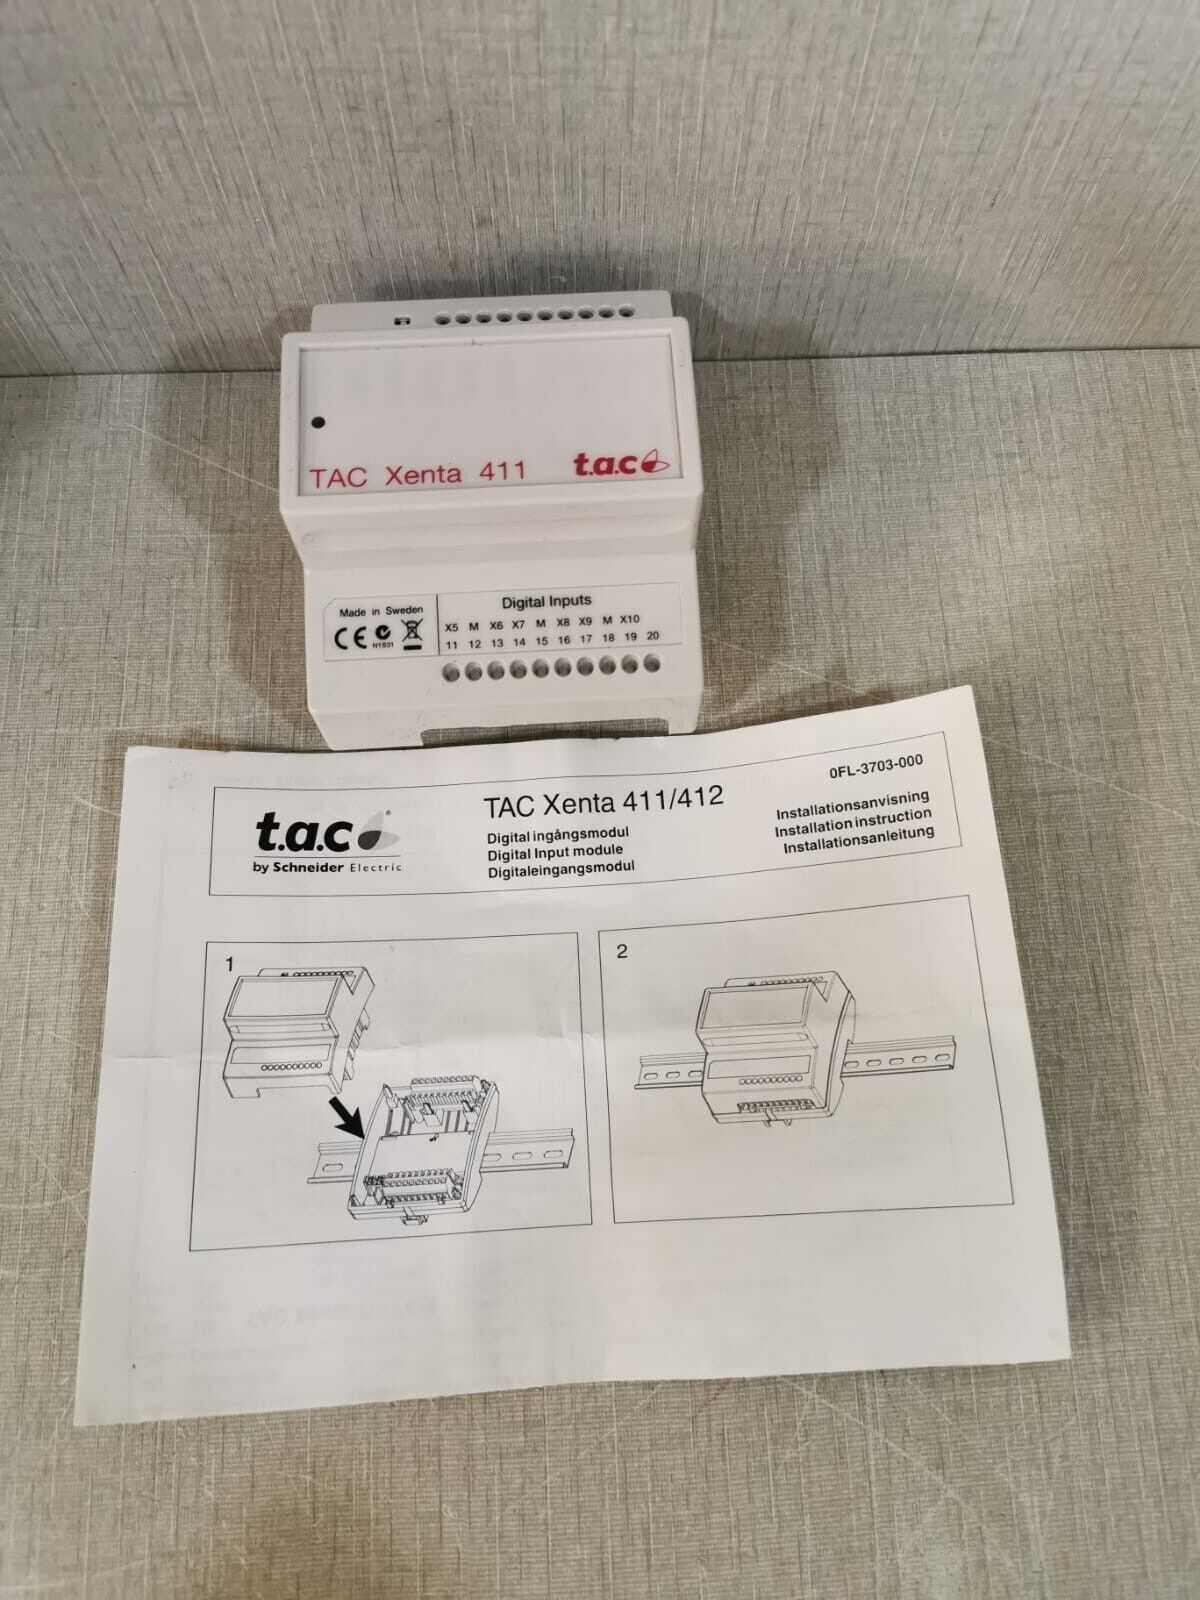 TAC Xenta 411
t.a.c
Made in Sweden
CE
N1831
Digital Inputs
X5 M X6 X7 M X8 X9 M X10
11 12 13 14 15 16 17 18 19 20
t.a.c
by Schneider Electric
TAC Xenta 411/412
Digital ingångsmodul
Digital Input module
Digitaleingangsmodul
0FL-3703-000
Installationsanvisning
Installation instruction
Installationsanleitung
1
2